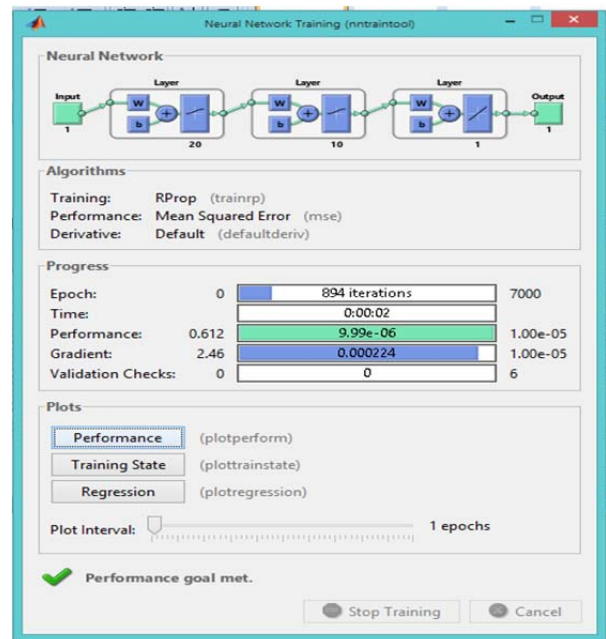 Neural Network Training (nntraintool)
Neural Network
Layer Layer Layer
Input Output
W W W
+ + +
b b b
1 20 10 1 1
Algorithms
Training: RProp (trainrp)
Performance: Mean Squared Error (mse)
Derivative: Default (defaultderiv)
Progress
Epoch: 0 894 iterations 7000
Time: 0:00:02
Performance: 0.612 9.99e-06 1.00e-05
Gradient: 2.46 0.000224 1.00e-05
Validation Checks: 0 0 6
Plots
Performance (plotperform)
Training State (plottrainstate)
Regression (plotregression)
Plot Interval: 1 epochs
Performance goal met.
Stop Training Cancel